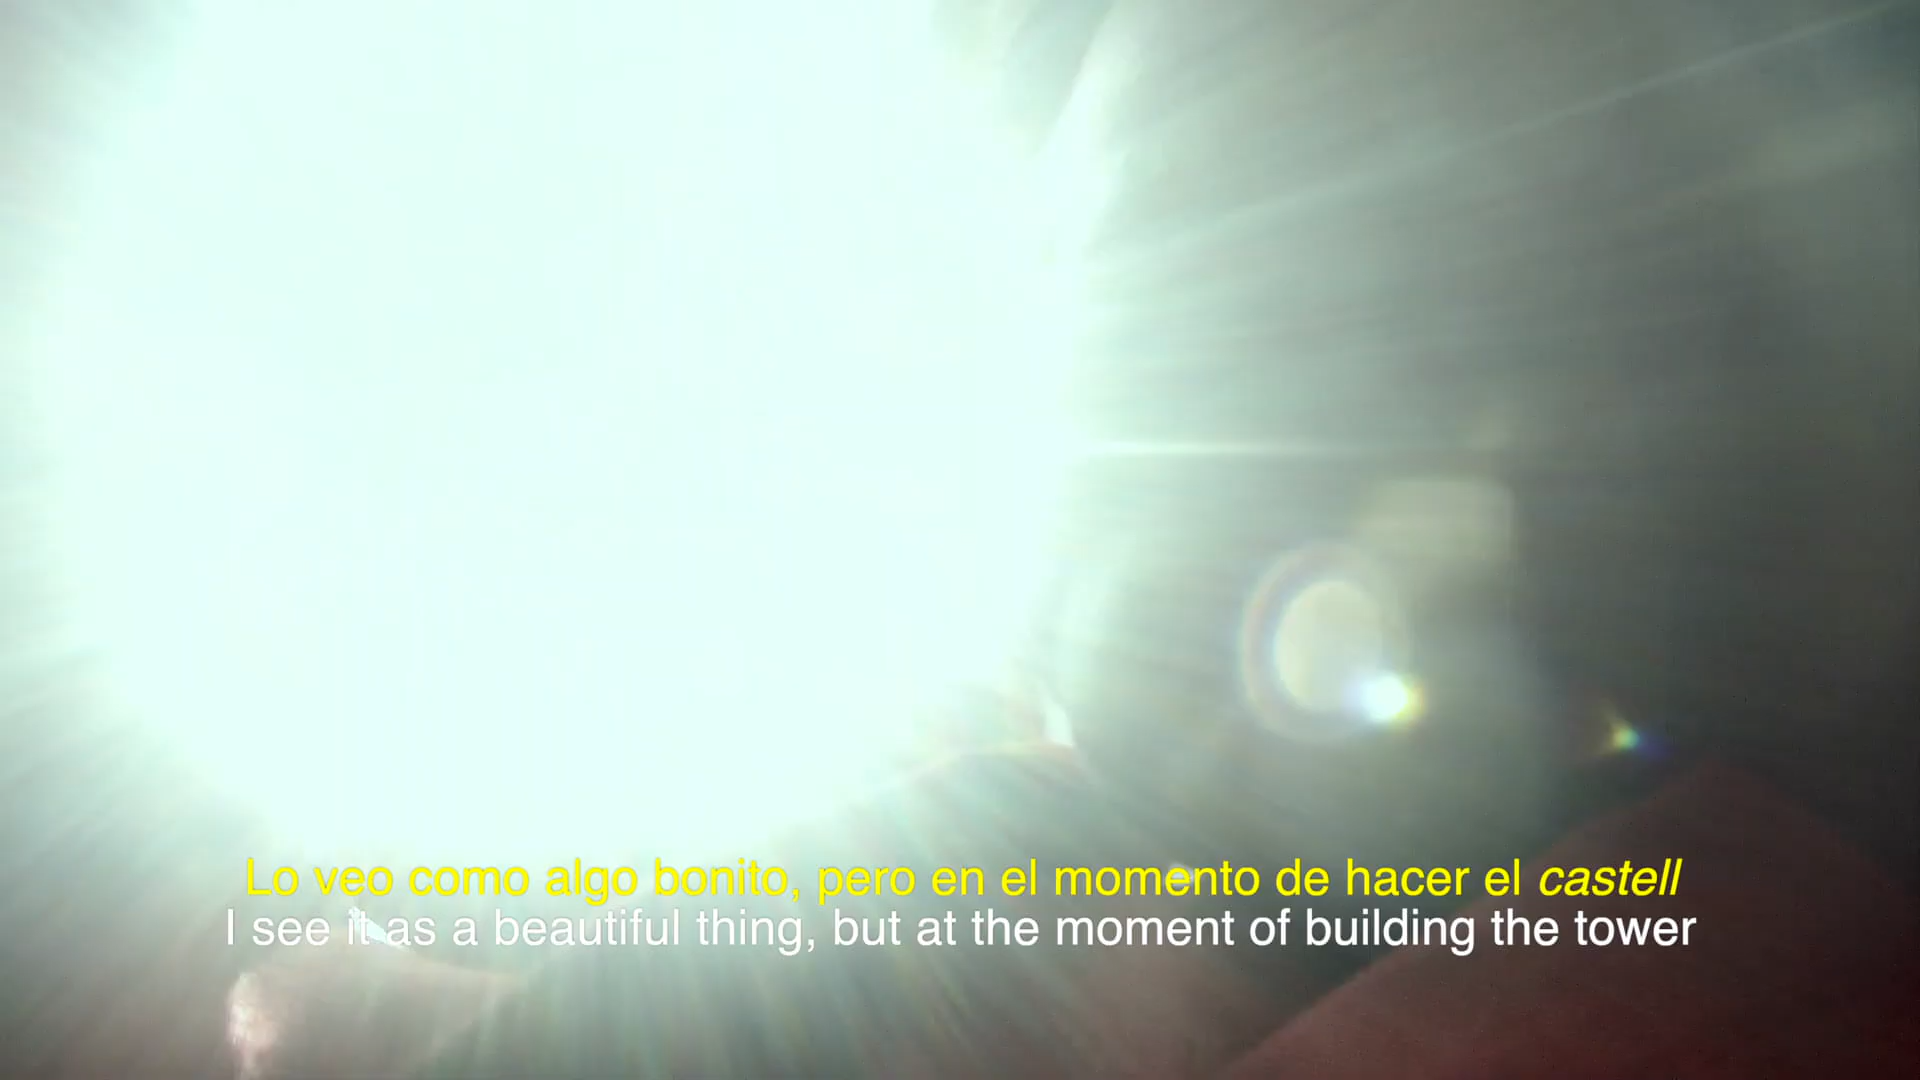 Lo veo como algo bonito, pero en el momento de hacer el castell
I see it as a beautiful thing, but at the moment of building the tower